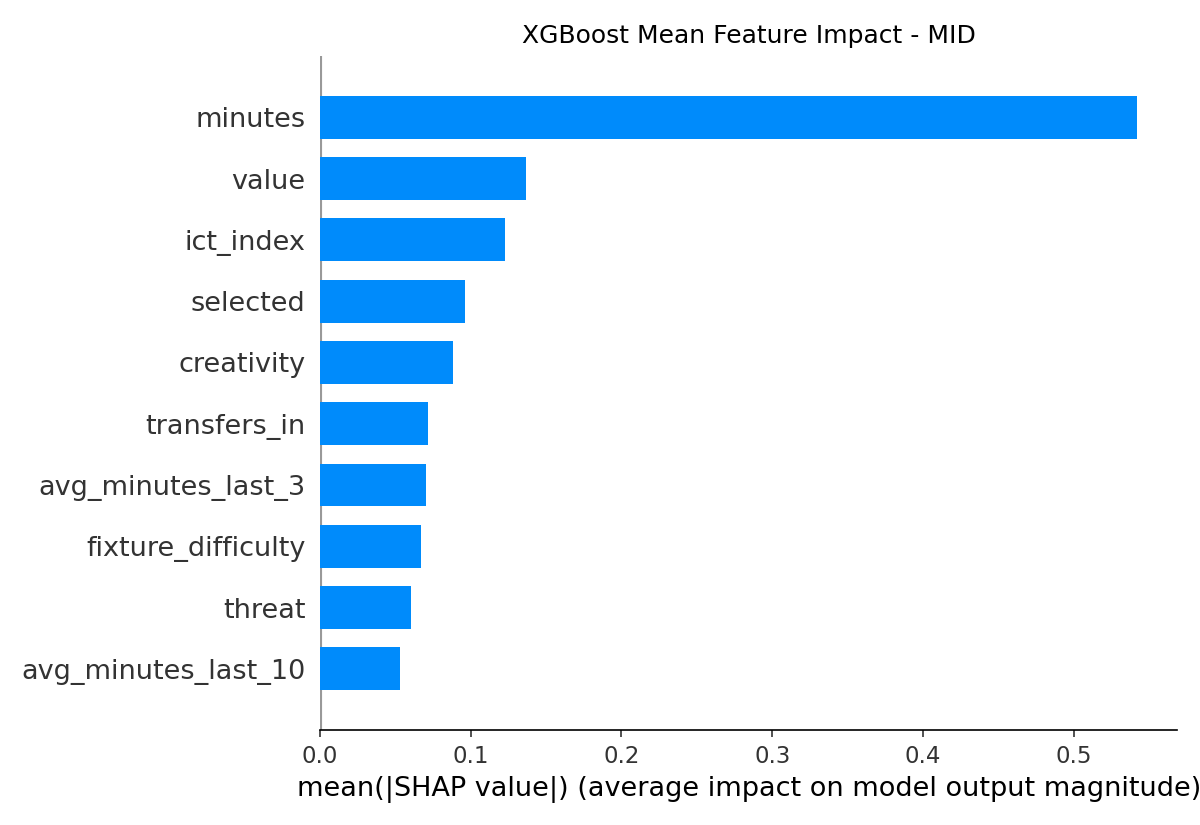 XGBoost Mean Feature Impact - MID
minutes
value
ict_index
selected
creativity
transfers_in
avg_minutes_last_3
fixture_difficulty
threat
avg_minutes_last_10
0.0 0.1 0.2 0.3 0.4 0.5
mean(|SHAP value|) (average impact on model output magnitude)